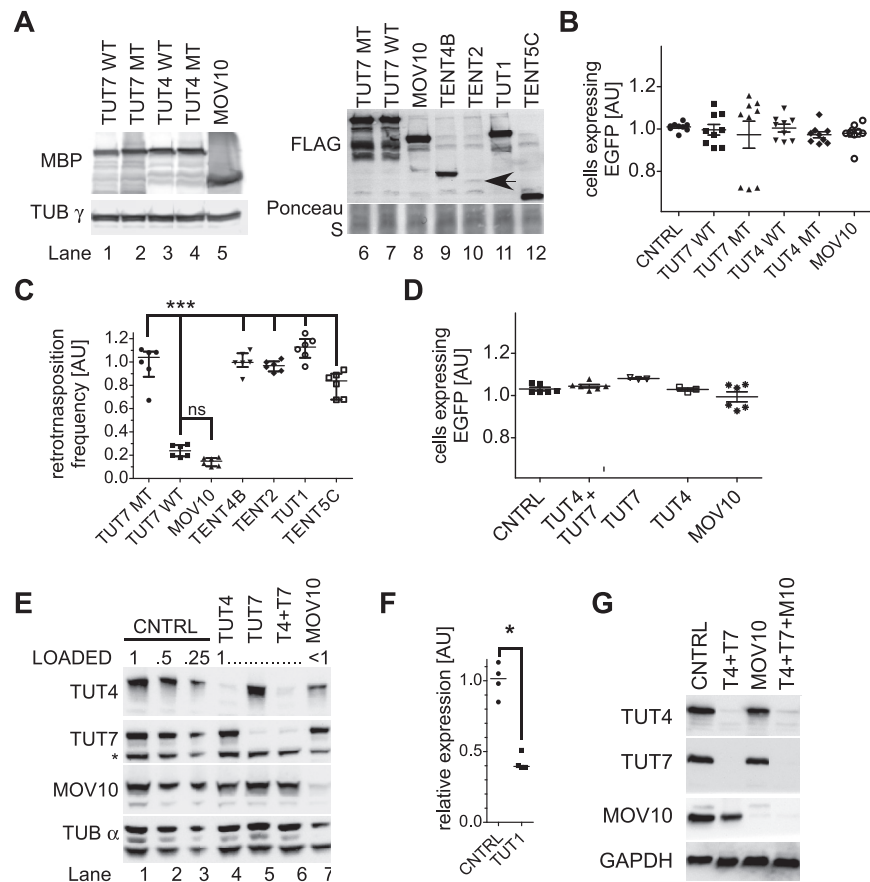 A
TUT7 WT
TUT7 MT
TUT4 WT
TUT4 MT
MOV10
MBP
TUB γ
Lane 1 2 3 4 5
TUT7 MT
TUT7 WT
MOV10
TENT4B
TENT2
TUT1
TENT5C
FLAG
Ponceau
S
6 7 8 9 10 11 12
B
cells expressing
EGFP [AU]
1.2
1.0
0.8
CNTRL
TUT7 WT
TUT7 MT
TUT4 WT
TUT4 MT
MOV10
C
retrotrnasposition
frequency [AU]
***
ns
1.2
1.0
0.8
0.6
0.4
0.2
0.0
TUT7 MT
TUT7 WT
MOV10
TENT4B
TENT2
TUT1
TENT5C
D
cells expressing
EGFP [AU]
1.2
1.0
0.8
CNTRL
TUT4+
TUT7
TUT7
TUT4
MOV10
E
CNTRL
TUT4
TUT7
T4+T7
MOV10
LOADED 1 .5 .25 1.............. <1
TUT4
TUT7
*
MOV10
TUB α
Lane 1 2 3 4 5 6 7
F
relative expression [AU]
*
1.0
0.5
0.0
CNTRL
TUT1
G
CNTRL
T4+T7
MOV10
T4+T7+M10
TUT4
TUT7
MOV10
GAPDH